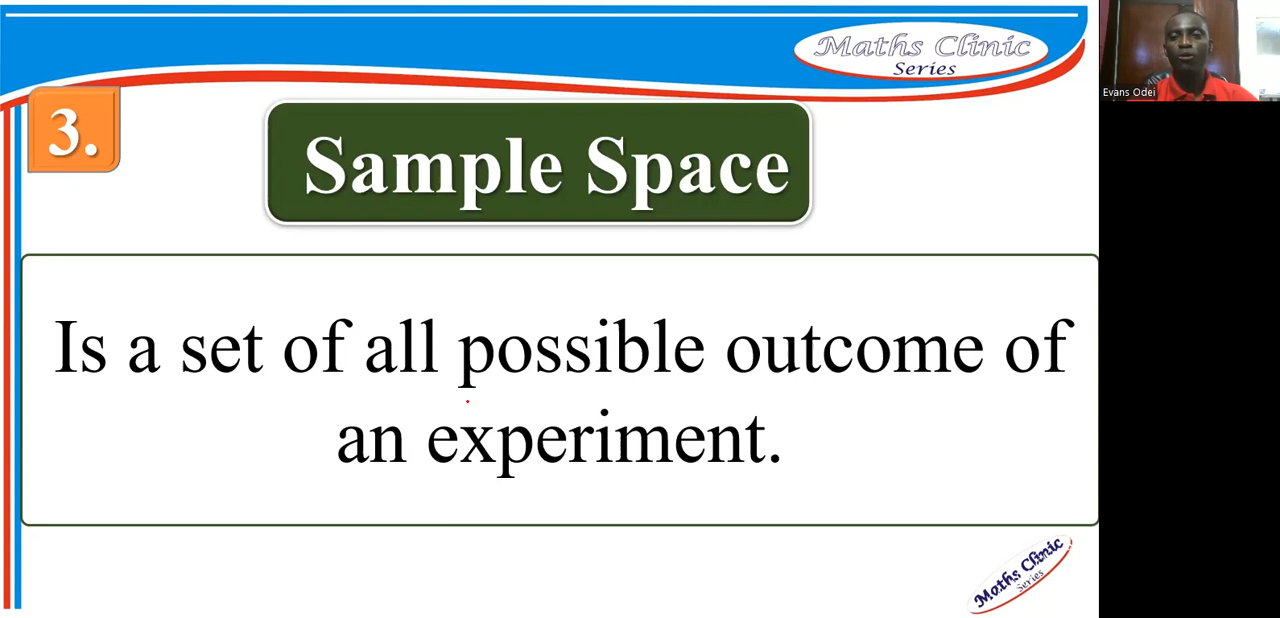 Maths Clinic
Series
Evans Odei
3.
Sample Space
Is a set of all possible outcome of
an experiment.
Maths Clinic
Series